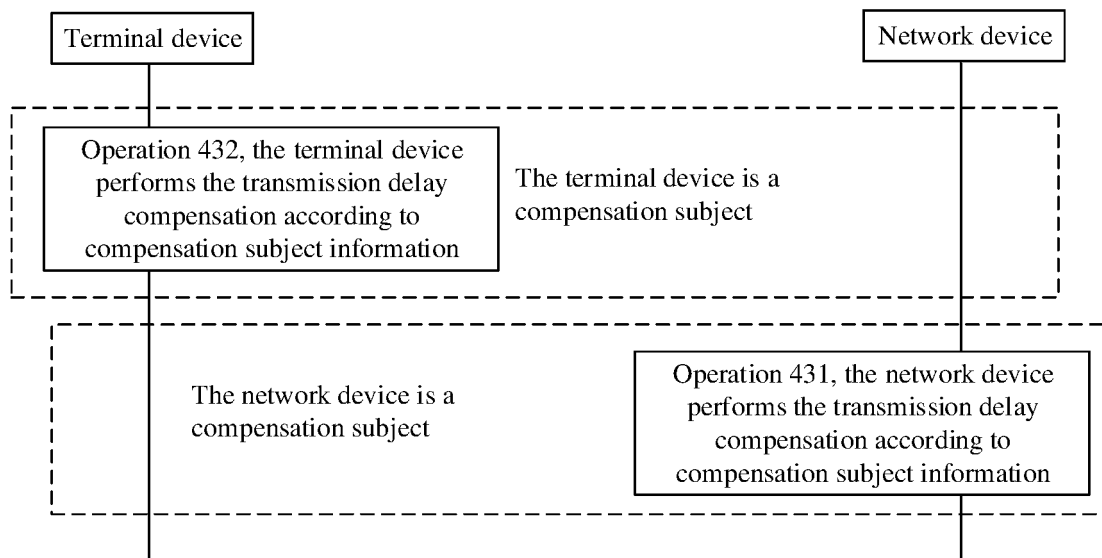 Terminal device
Network device
Operation 432, the terminal device
performs the transmission delay
compensation according to
compensation subject information
The terminal device is a
compensation subject
The network device is a
compensation subject
Operation 431, the network device
performs the transmission delay
compensation according to
compensation subject information